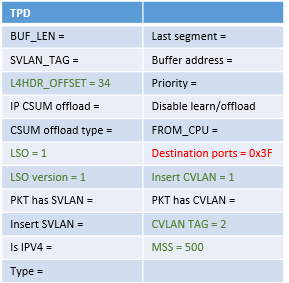 TPD
BUF_LEN = Last segment =
SVLAN_TAG = Buffer address =
L4HDR_OFFSET = 34 Priority =
IP CSUM offload = Disable learn/offload
CSUM offload type = FROM_CPU =
LSO = 1 Destination ports = 0x3F
LSO version = 1 Insert CVLAN = 1
PKT has SVLAN = PKT has CVLAN =
Insert SVLAN = CVLAN TAG = 2
Is IPV4 = MSS = 500
Type =